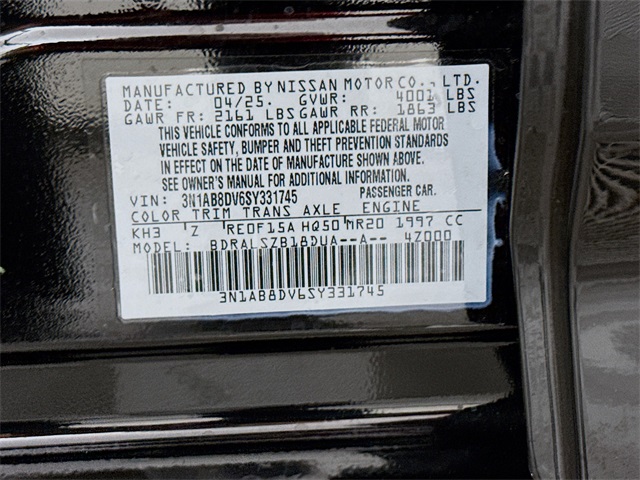 MANUFACTURED BY NISSAN MOTOR CO., LTD.
DATE: 04/25. GVWR: 4001 LBS
GAWR FR: 2161 LBS GAWR RR: 1863 LBS
THIS VEHICLE CONFORMS TO ALL APPLICABLE FEDERAL MOTOR
VEHICLE SAFETY, BUMPER AND THEFT PREVENTION STANDARDS
IN EFFECT ON THE DATE OF MANUFACTURE SHOWN ABOVE.
SEE OWNER'S MANUAL FOR ADDITIONAL INFORMATION.
VIN: 3N1AB8DV6SY331745 PASSENGER CAR.
COLOR TRIM TRANS AXLE ENGINE
KH3 Z RE0F15A HQ50 MR20 1997 CC
MODEL: BDRALSZB18DUA--A-- 4Z000
3N1AB8DV6SY331745